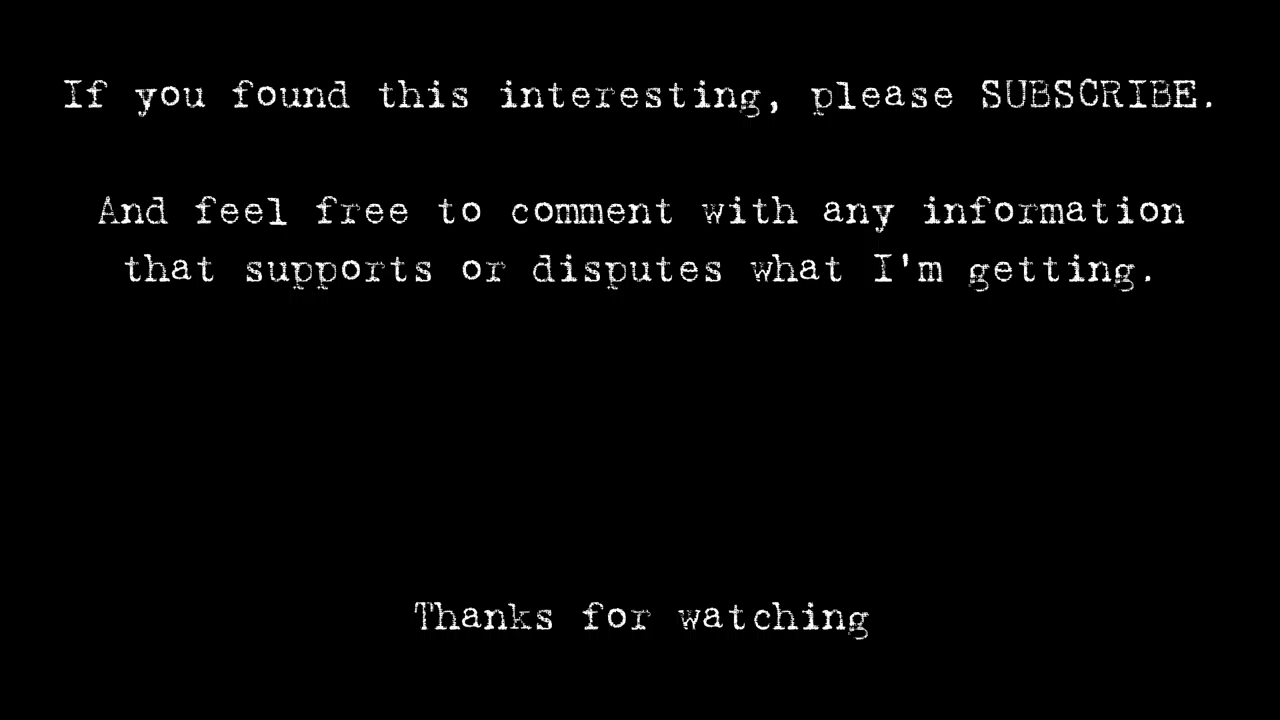 If you found this interesting, please SUBSCRIBE.
And feel free to comment with any information
that supports or disputes what I'm getting.
Thanks for watching